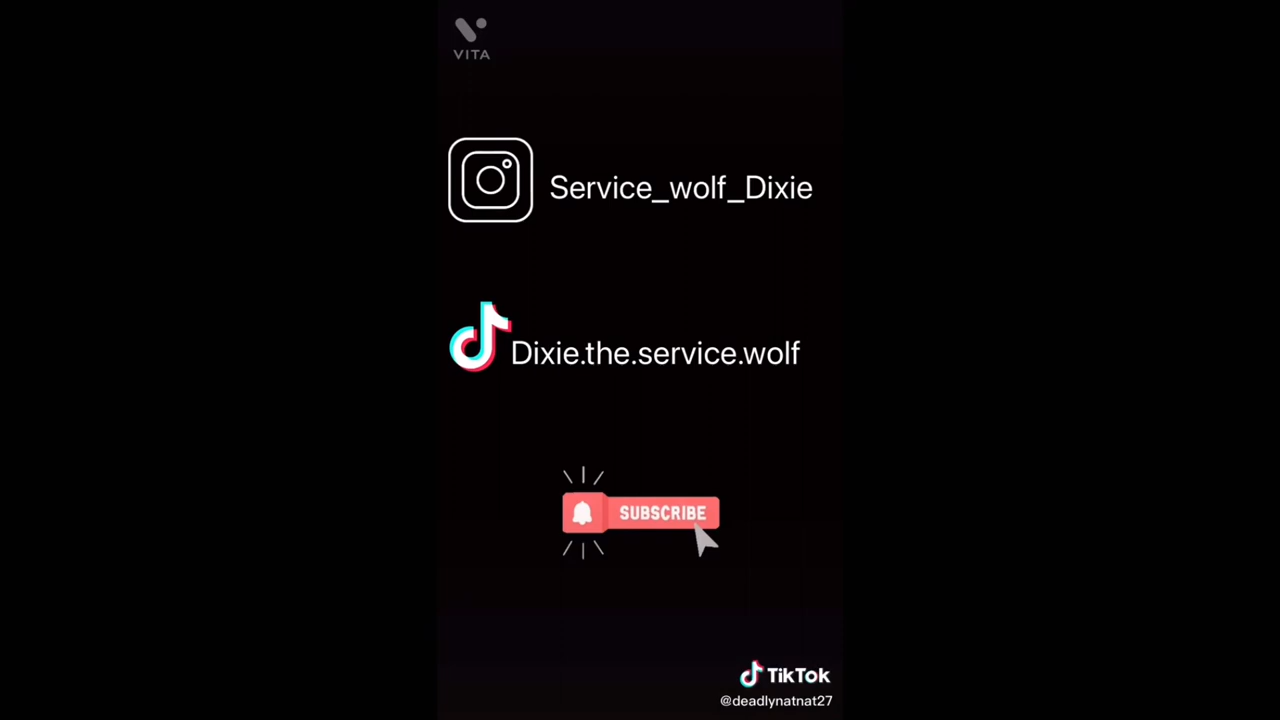 VITA
Service_wolf_Dixie
Dixie.the.service.wolf
SUBSCRIBE
TikTok
@deadlynatnat27